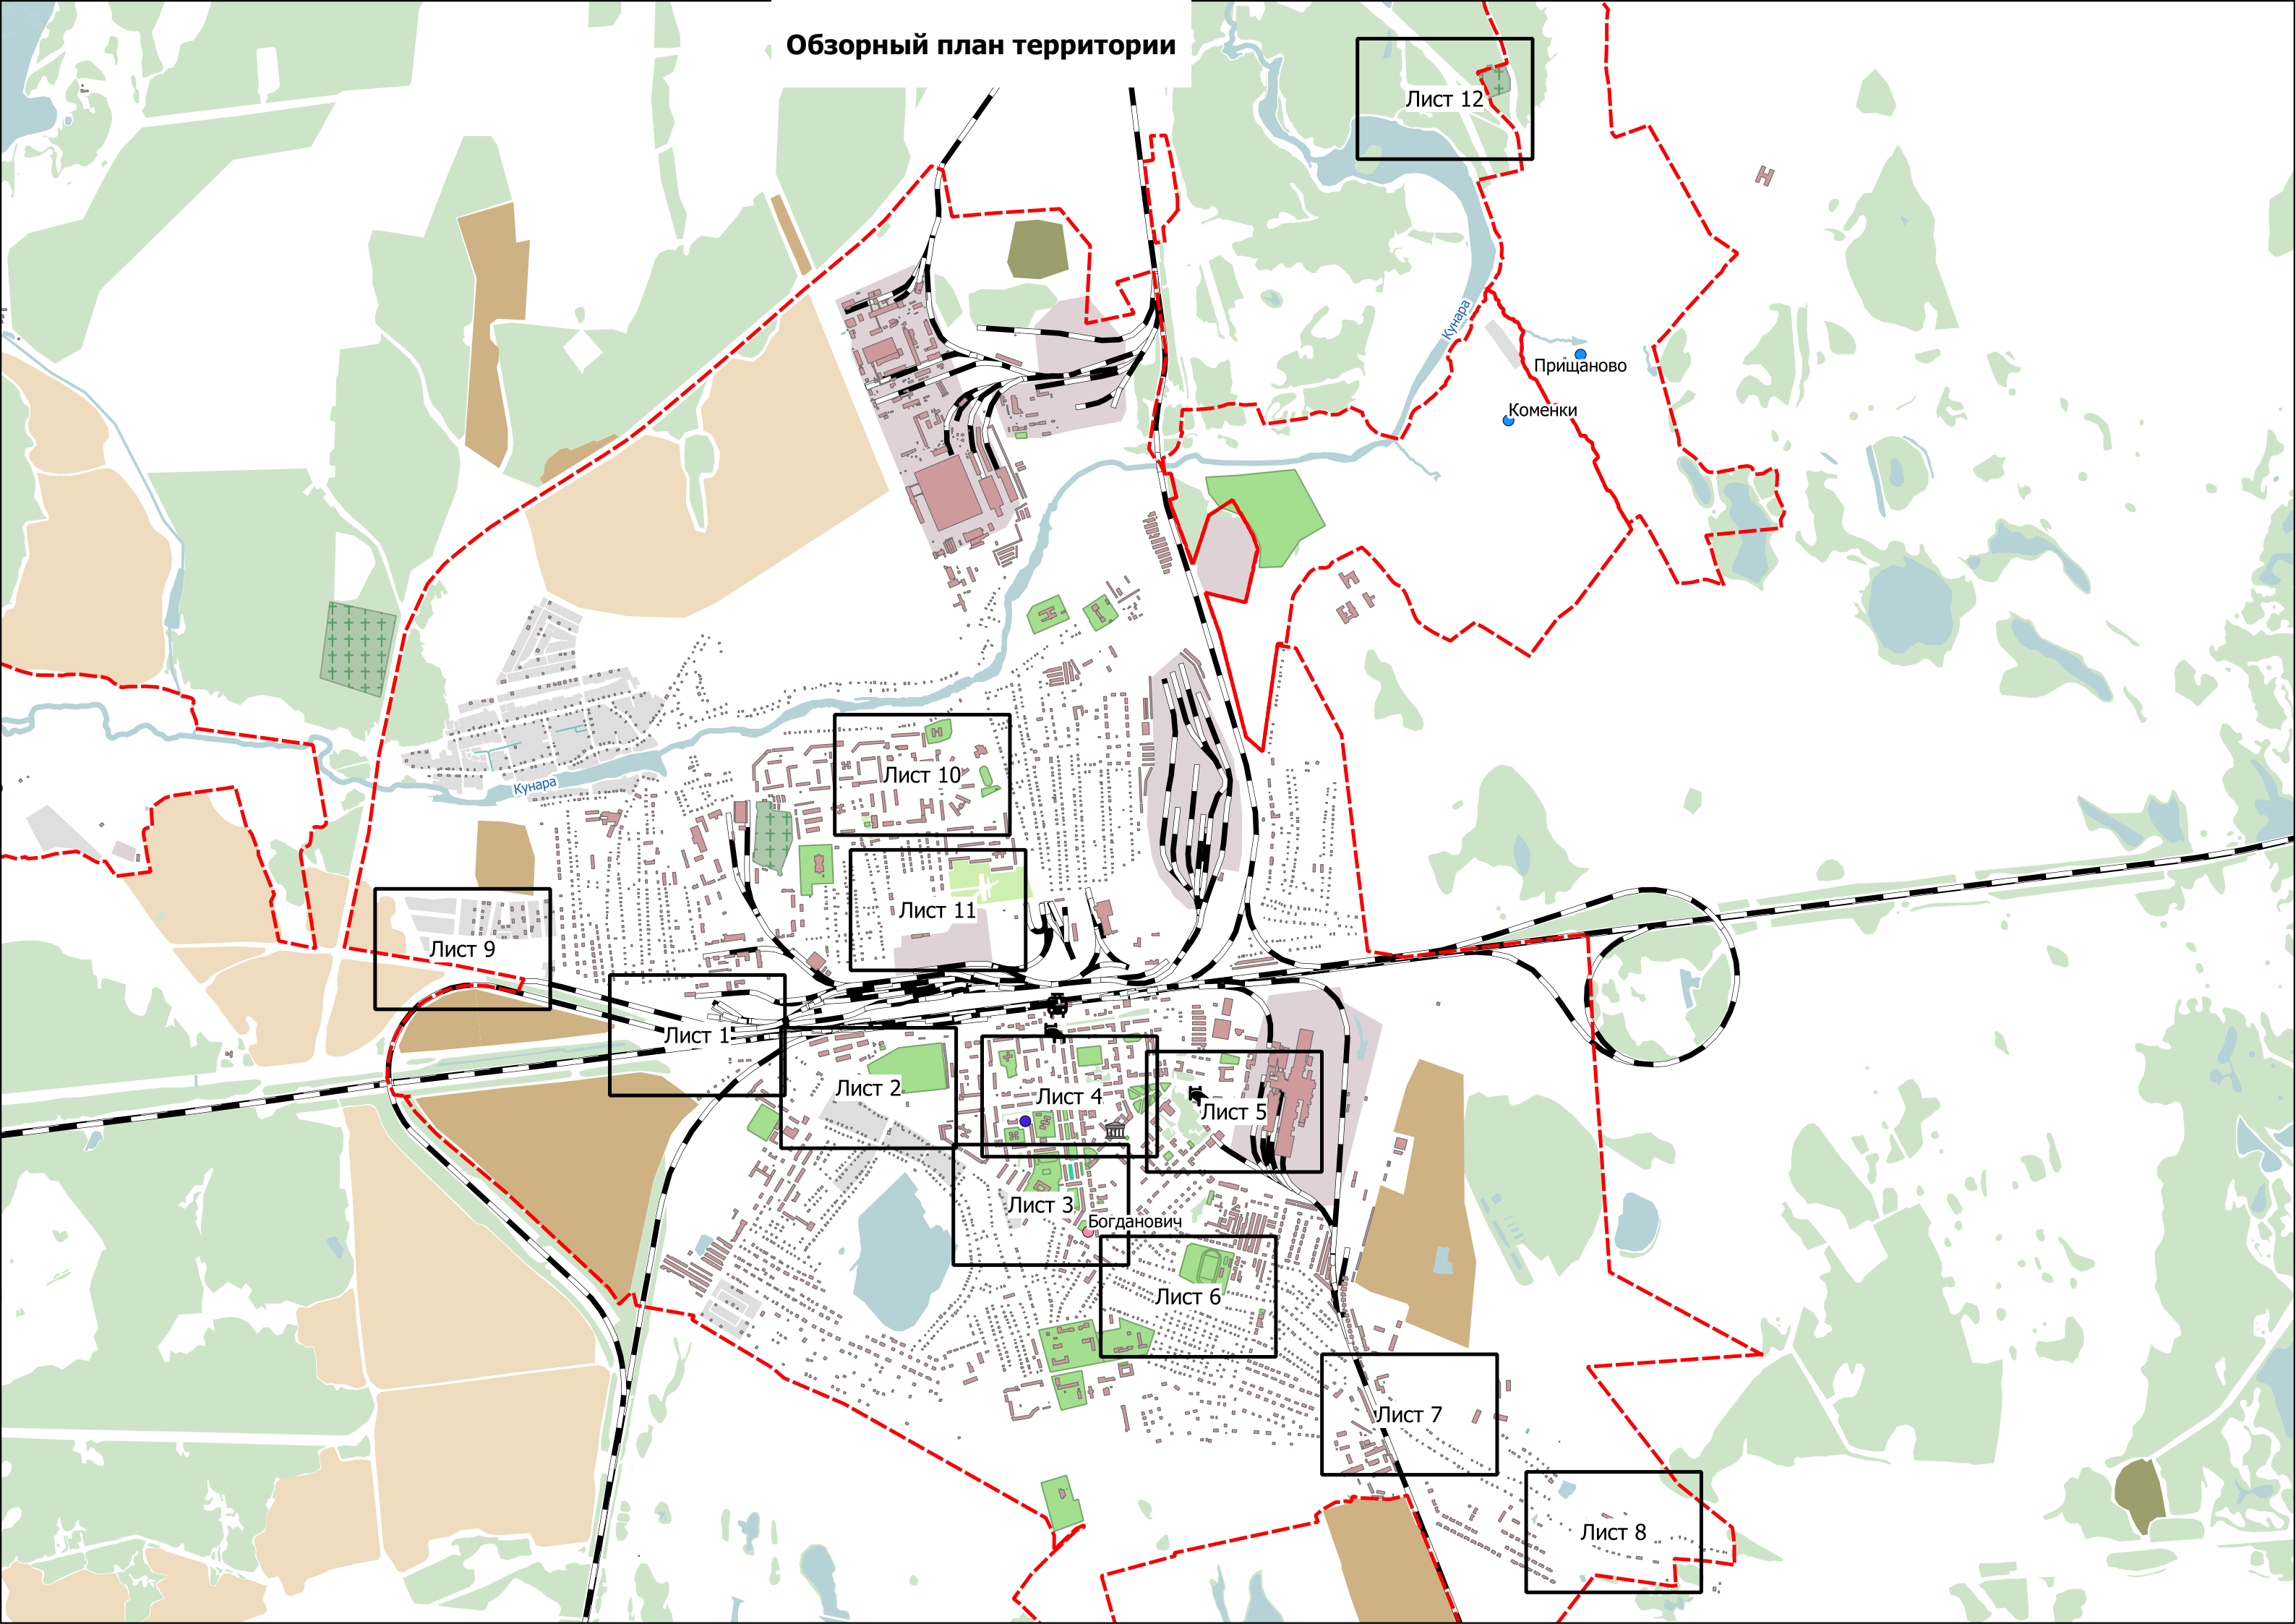 Обзорный план территории
Лист 12
Кунара
Прищаново
Коменки
Лист 10
Кунара
Лист 11
Лист 9
Лист 1
Лист 2
Лист 4
Лист 5
Лист 3
Богданович
Лист 6
Лист 7
Лист 8